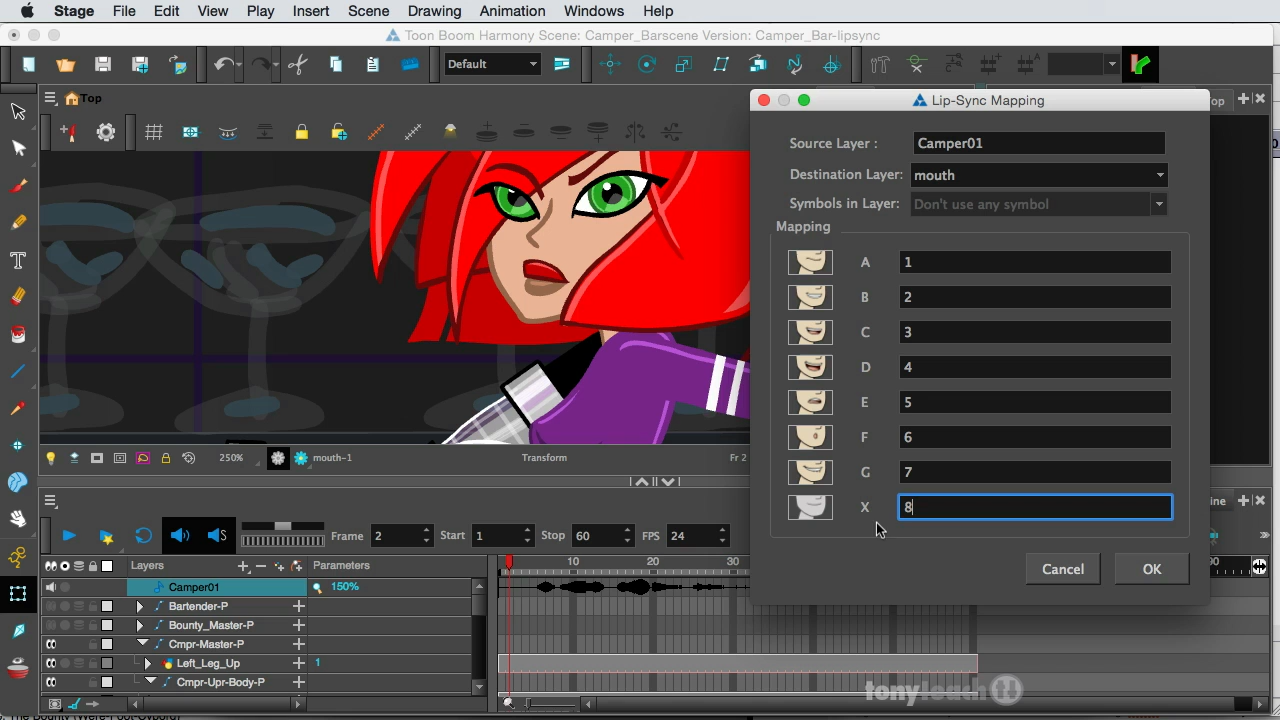 Stage File Edit View Play Insert Scene Drawing Animation Windows Help
Toon Boom Harmony Scene: Camper_Barscene Version: Camper_Bar-lipsync
Default
Top
Lip-Sync Mapping
Source Layer : Camper01
Destination Layer: mouth
Symbols in Layer: Don't use any symbol
Mapping
A 1
B 2
C 3
D 4
E 5
F 6
G 7
X 8
Cancel OK
250% mouth-1 Transform Fr 2
Frame 2 Start 1 Stop 60 FPS 24
Layers Parameters 10 20 30
Camper01 150%
Bartender-P
Bounty_Master-P
Cmpr-Master-P
Left_Leg_Up 1
Cmpr-Upr-Body-P